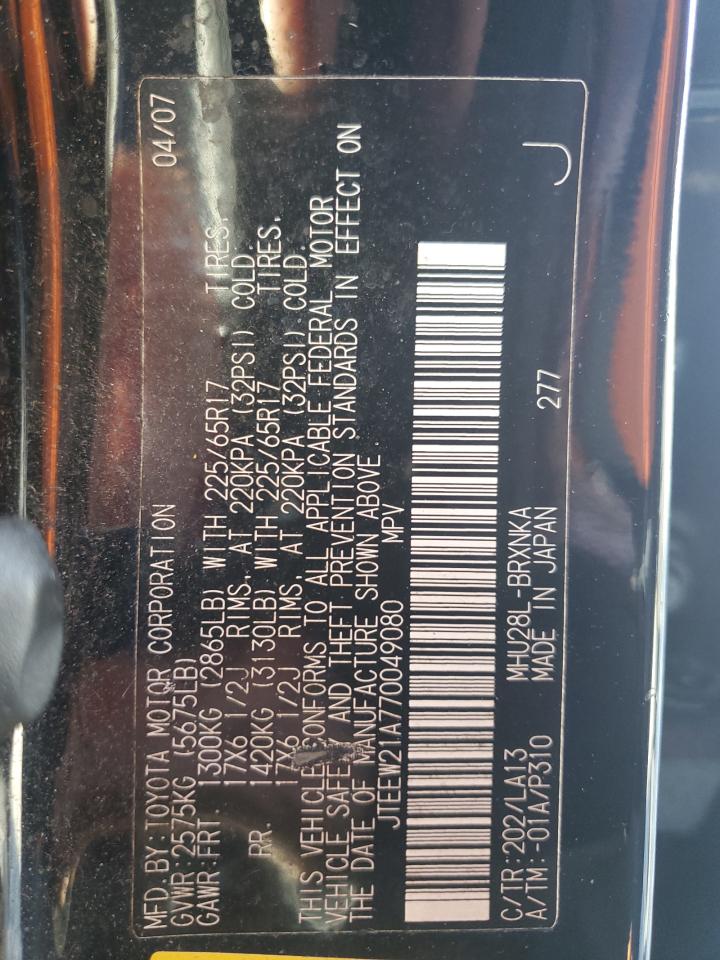 MFD. BY: TOYOTA MOTOR CORPORATION 04/07
GVWR: 2575KG (5675LB)
GAWR: FRT. 1300KG (2865LB) WITH 225/65R17 TIRES,
17X6 1/2J RIMS, AT 220KPA (32PSI) COLD.
RR. 1420KG (3130LB) WITH 225/65R17 TIRES,
17X6 1/2J RIMS, AT 220KPA (32PSI) COLD.
THIS VEHICLE CONFORMS TO ALL APPLICABLE FEDERAL MOTOR
VEHICLE SAFETY AND THEFT PREVENTION STANDARDS IN EFFECT ON
THE DATE OF MANUFACTURE SHOWN ABOVE.
JTEEW21A770049080 MPV
C/TR: 202/LA13 MHU28L-BRXNKA
A/TM: -01A/P310 MADE IN JAPAN 277 J